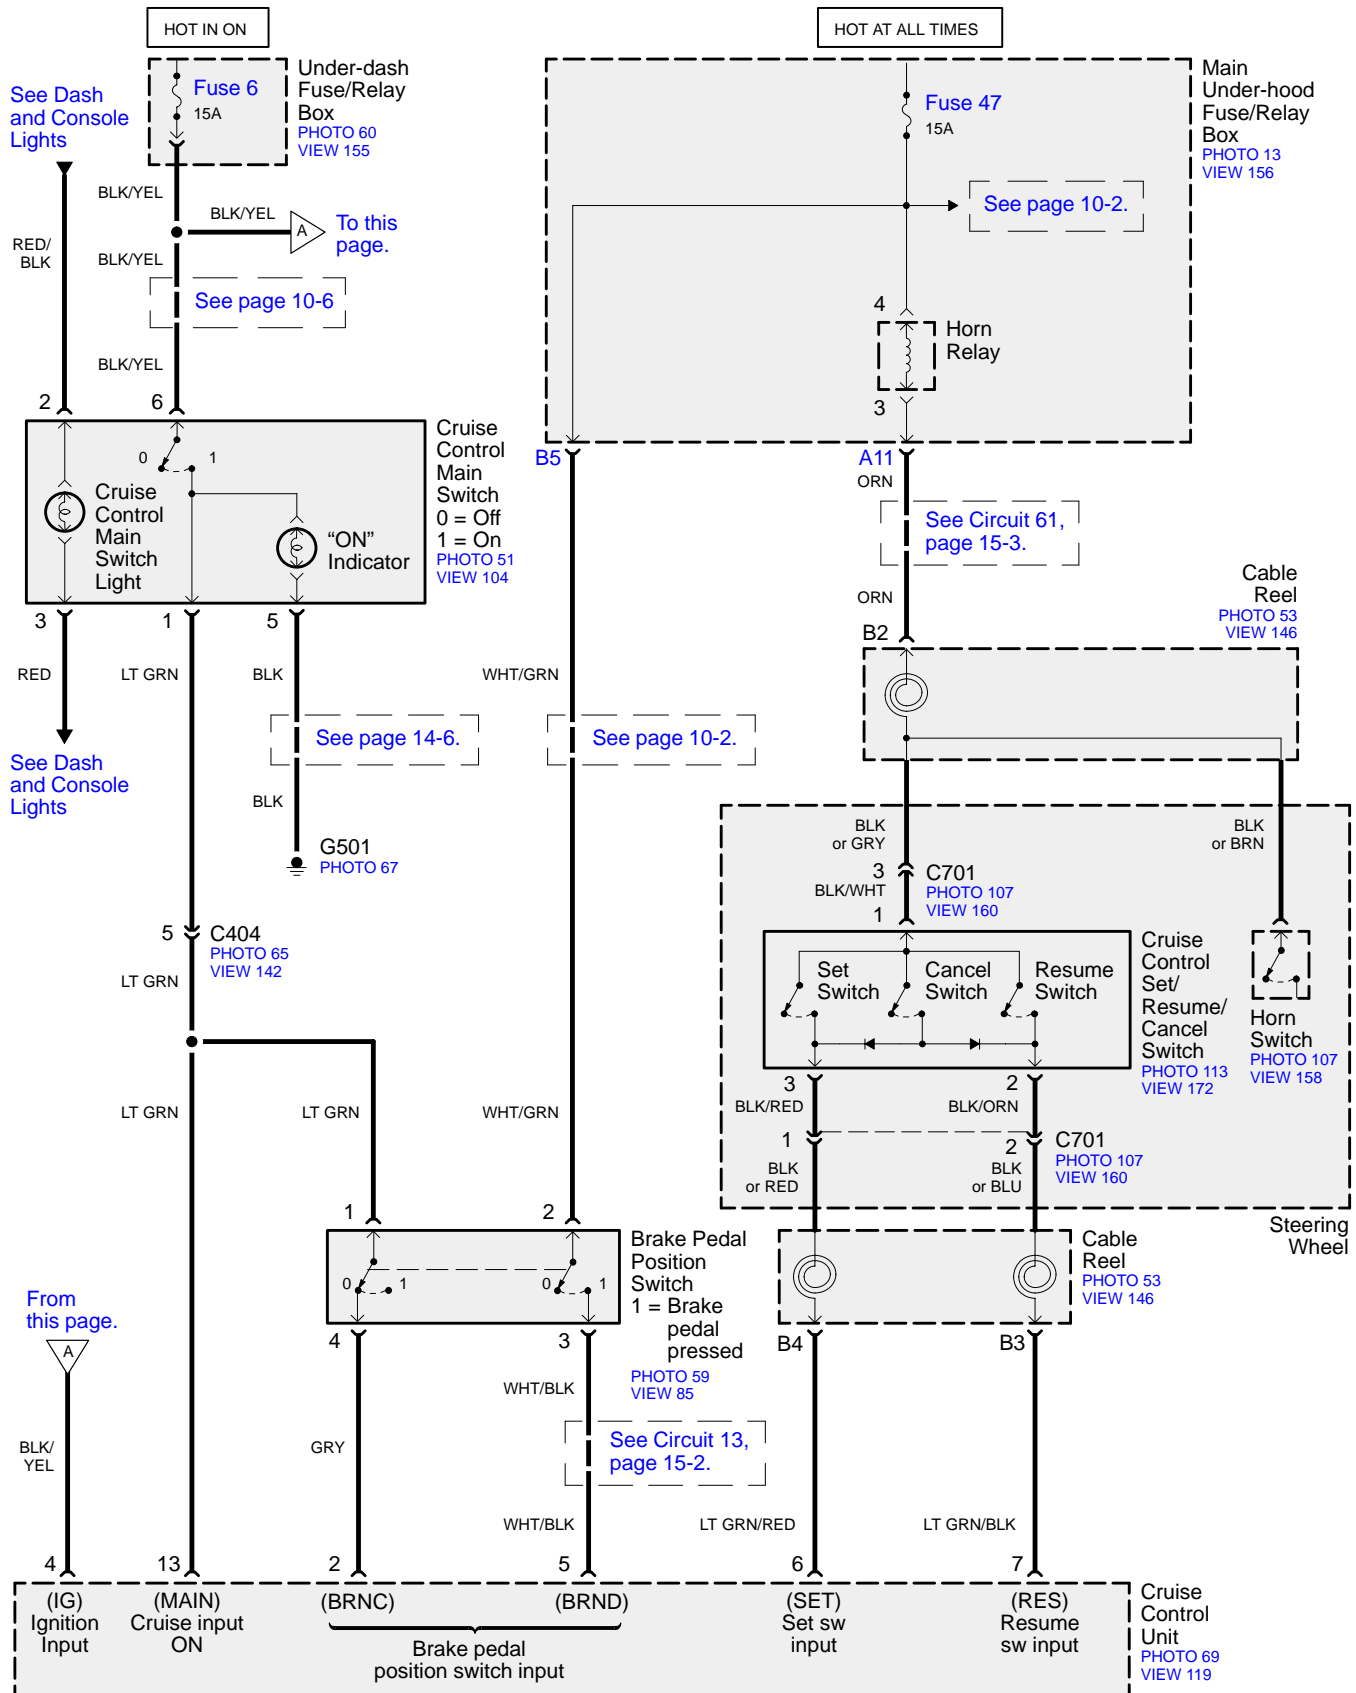 HOT IN ON
HOT AT ALL TIMES
See Dash
and Console
Lights
Fuse 6
15A
Under-dash
Fuse/Relay
Box
PHOTO 60
VIEW 155
Fuse 47
15A
Main
Under-hood
Fuse/Relay
Box
PHOTO 13
VIEW 156
BLK/YEL
BLK/YEL
A
To this
page.
See page 10-2.
RED/
BLK
BLK/YEL
See page 10-6
4
Horn
Relay
3
BLK/YEL
2
6
Cruise
Control
Main
Switch
0 = Off
1 = On
PHOTO 51
VIEW 104
0
1
Cruise
Control
Main
Switch
Light
“ON”
Indicator
B5
A11
ORN
See Circuit 61,
page 15-3.
ORN
Cable
Reel
PHOTO 53
VIEW 146
B2
3
1
5
RED
LT GRN
BLK
WHT/GRN
See page 14-6.
See page 10-2.
See Dash
and Console
Lights
BLK
G501
PHOTO 67
BLK
or GRY
BLK
or BRN
3
C701
PHOTO 107
VIEW 160
BLK/WHT
1
5
C404
PHOTO 65
VIEW 142
LT GRN
Set
Switch
Cancel
Switch
Resume
Switch
Cruise
Control
Set/
Resume/
Cancel
Switch
PHOTO 113
VIEW 172
Horn
Switch
PHOTO 107
VIEW 158
3
2
BLK/RED
BLK/ORN
LT GRN
LT GRN
WHT/GRN
1
2
C701
PHOTO 107
VIEW 160
BLK
or RED
BLK
or BLU
Steering
Wheel
1
2
0
1
0
1
Brake Pedal
Position
Switch
1 = Brake
pedal
pressed
PHOTO 59
VIEW 85
Cable
Reel
PHOTO 53
VIEW 146
From
this page.
A
4
3
B4
B3
WHT/BLK
See Circuit 13,
page 15-2.
BLK/
YEL
GRY
WHT/BLK
LT GRN/RED
LT GRN/BLK
4
13
2
5
6
7
(IG)
Ignition
Input
(MAIN)
Cruise input
ON
(BRNC)
(BRND)
Brake pedal
position switch input
(SET)
Set sw
input
(RES)
Resume
sw input
Cruise
Control
Unit
PHOTO 69
VIEW 119